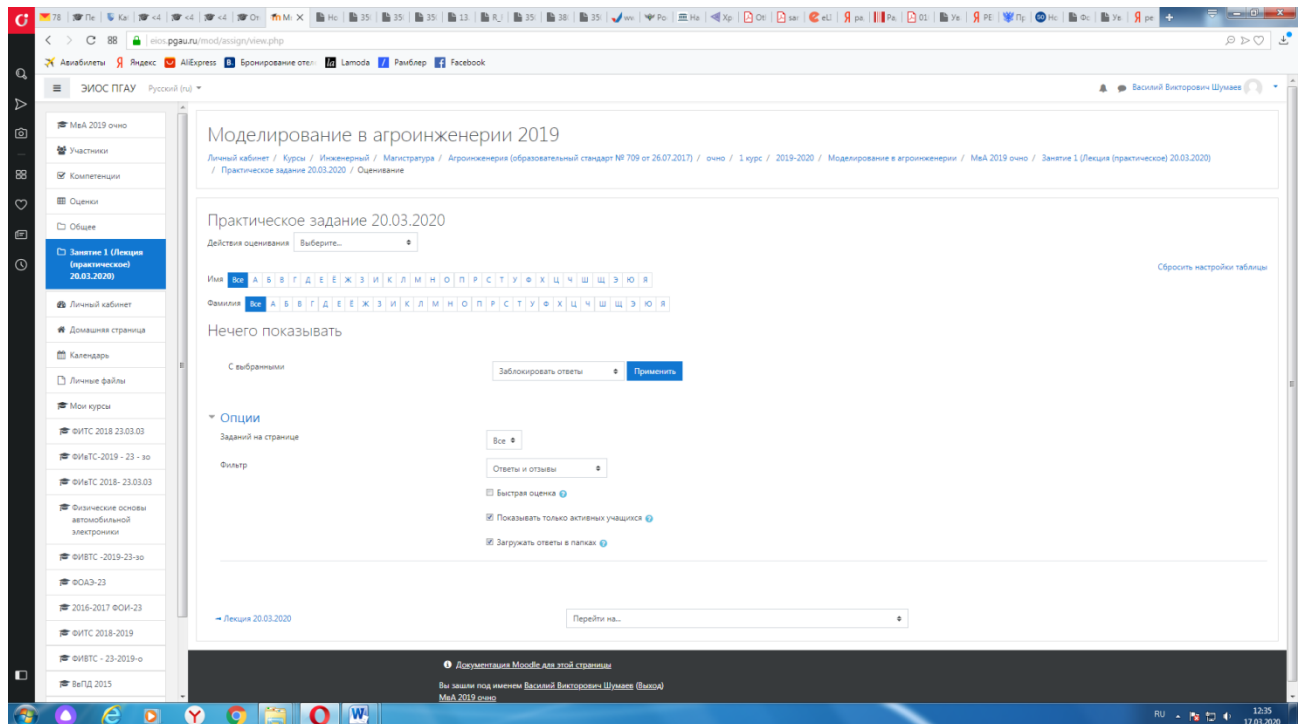 eios.pgau.ru/mod/assign/view.php
Авиабилеты Яндекс AliExpress Бронирование отел Lamoda Рамблер Facebook
ЭИОС ПГАУ Русский (ru)
Василий Викторович Шумаев
МвА 2019 очно
Участники
Компетенции
Оценки
Общее
Занятие 1 (Лекция
(практическое)
20.03.2020)
Личный кабинет
Домашняя страница
Календарь
Личные файлы
Мои курсы
ФИТС 2018 23.03.03
ФИвТС-2019 - 23 - зо
ФИвТС 2018- 23.03.03
Физические основы
автомобильной
электроники
ФИВТС -2019-23-зо
ФОАЭ-23
2016-2017 ФОИ-23
ФИТС 2018-2019
ФИВТС - 23-2019-о
ВеПД 2015
Моделирование в агроинженерии 2019
Личный кабинет / Курсы / Инженерный / Магистратура / Агроинженерия (образовательный стандарт № 709 от 26.07.2017) / очно / 1 курс / 2019-2020 / Моделирование в агроинженерии / МвА 2019 очно / Занятие 1 (Лекция (практическое) 20.03.2020)
/ Практическое задание 20.03.2020 / Оценивание
Практическое задание 20.03.2020
Действия оценивания Выберите...
Сбросить настройки таблицы
Имя Все А Б В Г Д Е Ё Ж З И К Л М Н О П Р С Т У Ф Х Ц Ч Ш Щ Э Ю Я
Фамилия Все А Б В Г Д Е Ё Ж З И К Л М Н О П Р С Т У Ф Х Ц Ч Ш Щ Э Ю Я
Нечего показывать
С выбранными Заблокировать ответы Применить
Опции
Заданий на странице Все
Фильтр Ответы и отзывы
Быстрая оценка
Показывать только активных учащихся
Загружать ответы в папках
→ Лекция 20.03.2020 Перейти на...
Документация Moodle для этой страницы
Вы зашли под именем Василий Викторович Шумаев (Выход)
МвА 2019 очно
RU 12:35
17.03.2020